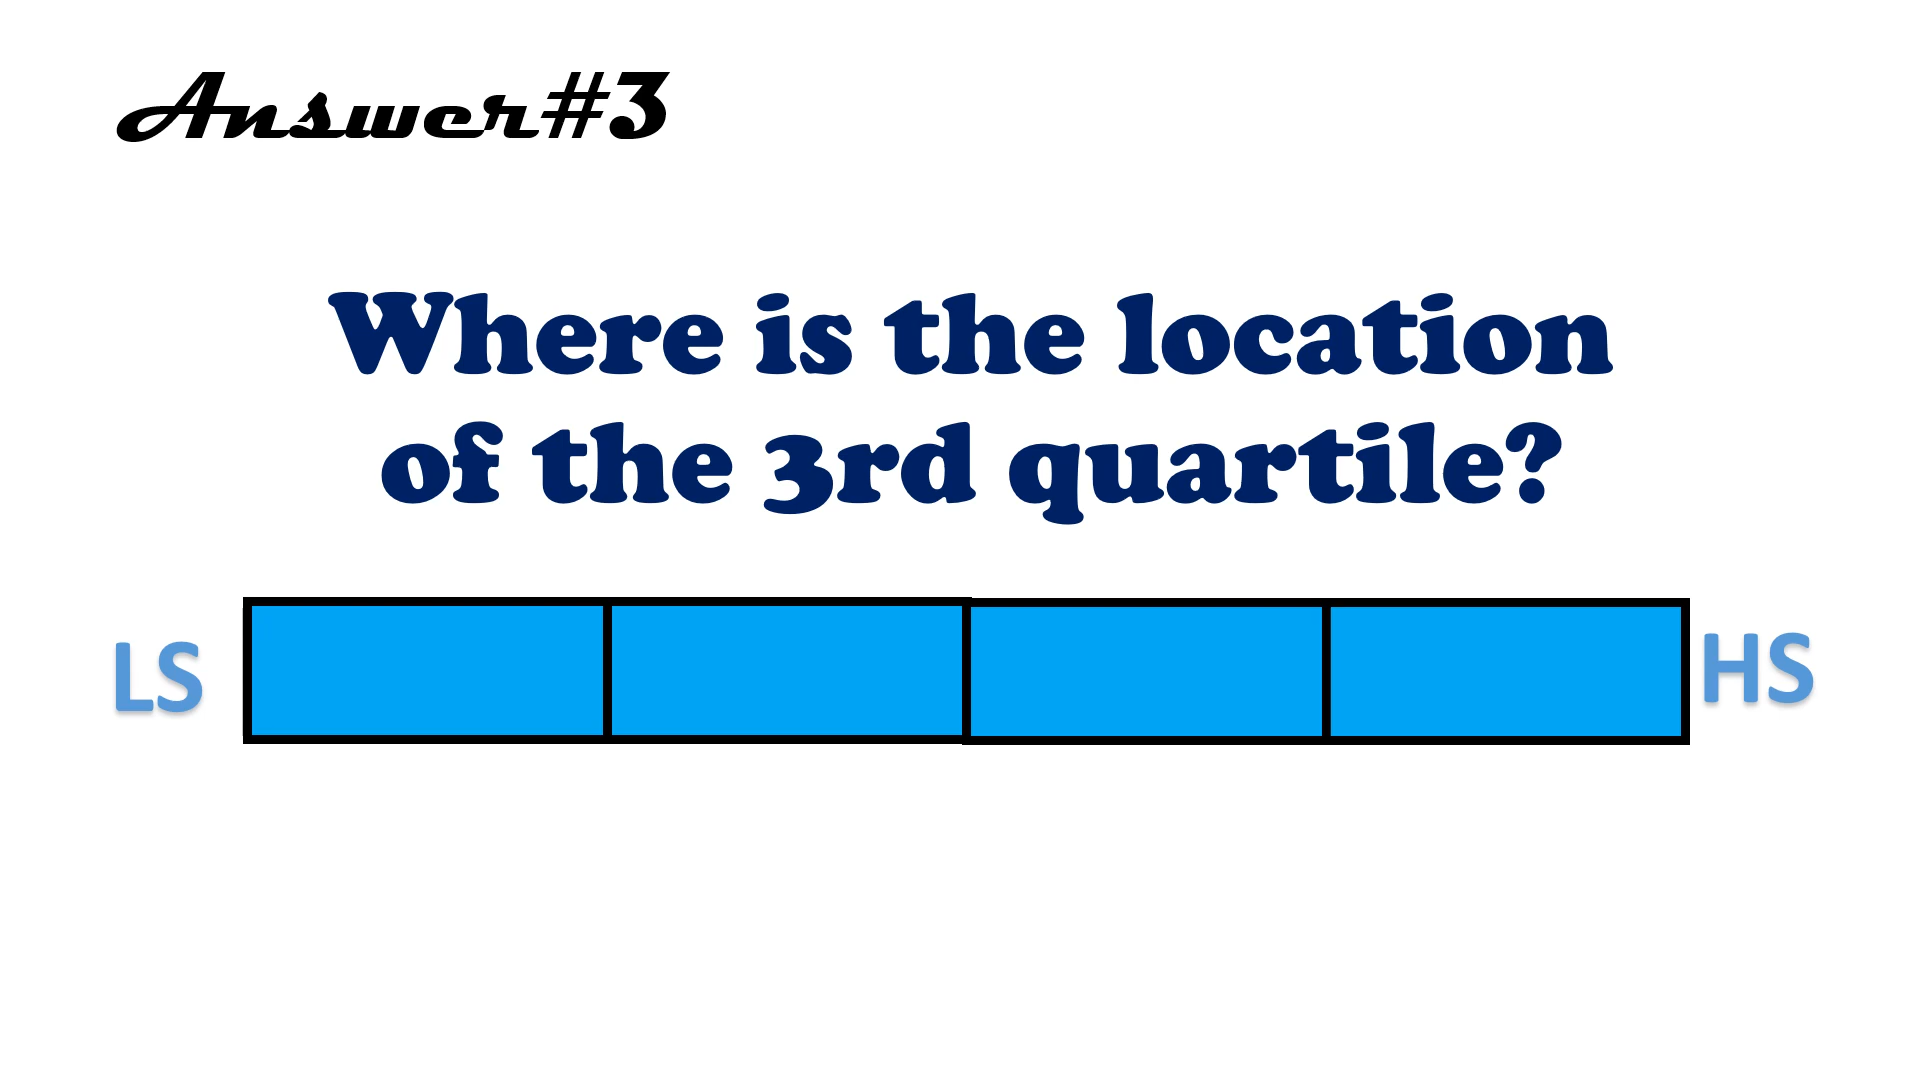 Answer#3
Where is the location
of the 3rd quartile?
LS
HS